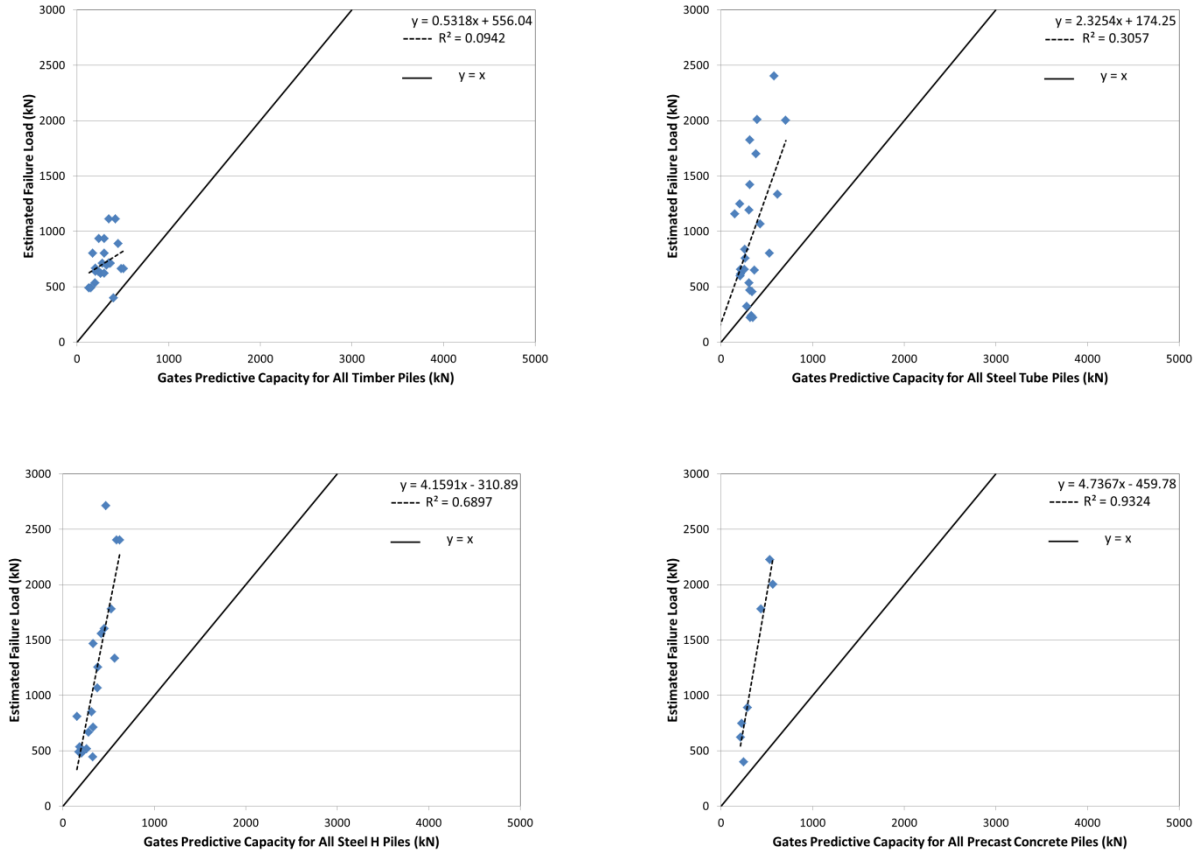 3000
2500
2000
1500
1000
500
0
Estimated Failure Load (kN)
y = 0.5318x + 556.04
R² = 0.0942
y = x
0 1000 2000 3000 4000 5000
Gates Predictive Capacity for All Timber Piles (kN)
3000
2500
2000
1500
1000
500
0
Estimated Failure Load (kN)
y = 2.3254x + 174.25
R² = 0.3057
y = x
0 1000 2000 3000 4000 5000
Gates Predictive Capacity for All Steel Tube Piles (kN)
3000
2500
2000
1500
1000
500
0
Estimated Failure Load (kN)
y = 4.1591x - 310.89
R² = 0.6897
y = x
0 1000 2000 3000 4000 5000
Gates Predictive Capacity for All Steel H Piles (kN)
3000
2500
2000
1500
1000
500
0
Estimated Failure Load (kN)
y = 4.7367x - 459.78
R² = 0.9324
y = x
0 1000 2000 3000 4000 5000
Gates Predictive Capacity for All Precast Concrete Piles (kN)